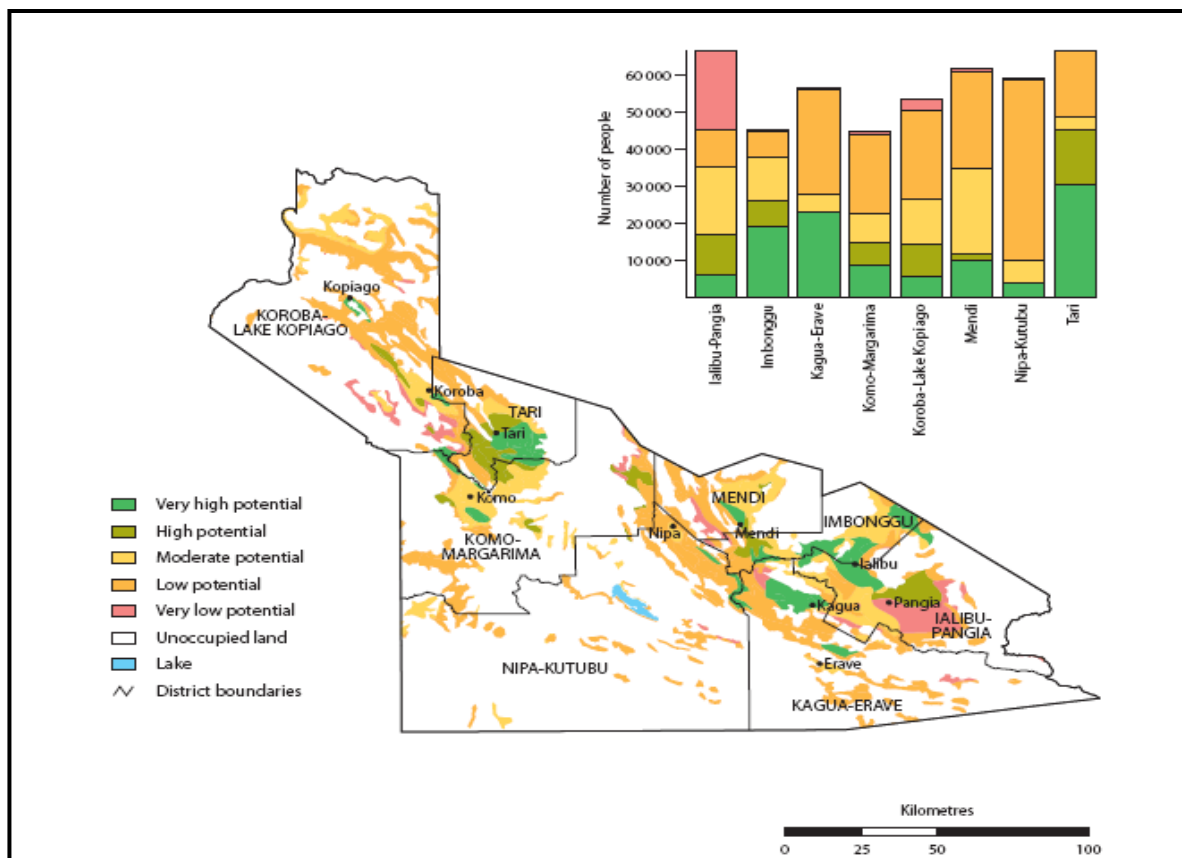 60 000
50 000
40 000
30 000
20 000
10 000
Number of people
Ialibu-Pangia
Imbonggu
Kagua-Erave
Komo-Margarima
Koroba-Lake Kopiago
Mendi
Nipa-Kutubu
Tari
Kopiago
KOROBA-
LAKE KOPIAGO
Koroba
TARI
Tari
Komo
KOMO-
MARGARIMA
MENDI
Nipa
Mendi
IMBONGGU
Ialibu
Kagua
Pangia
IALIBU-
PANGIA
NIPA-KUTUBU
Erave
KAGUA-ERAVE
Very high potential
High potential
Moderate potential
Low potential
Very low potential
Unoccupied land
Lake
District boundaries
Kilometres
0 25 50 100